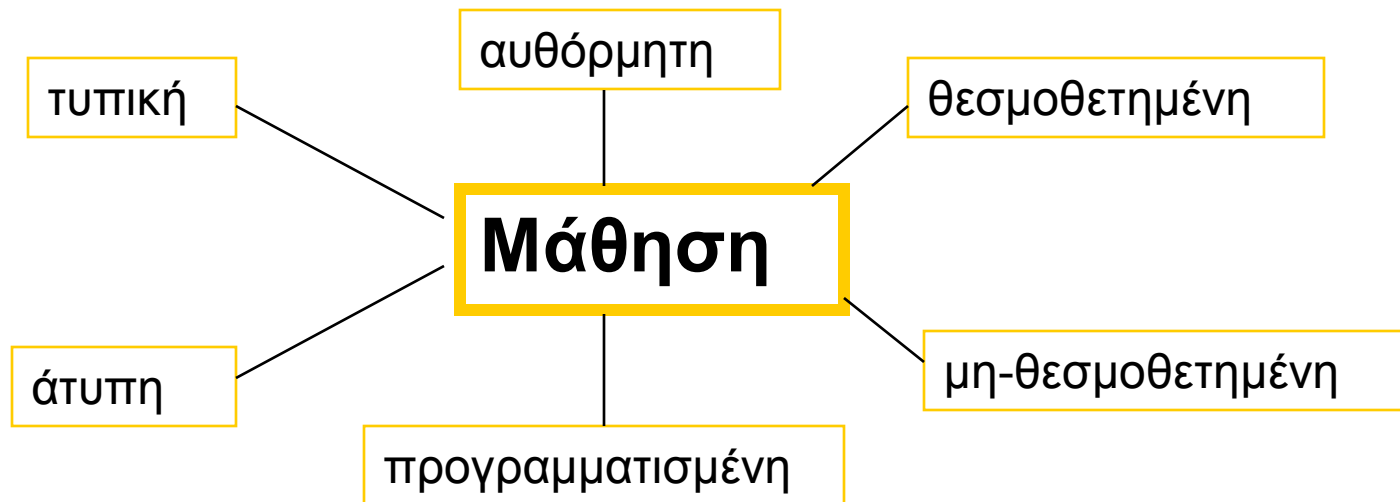 αυθόρμητη
τυπική
θεσμοθετημένη
Μάθηση
άτυπη
μη-θεσμοθετημένη
προγραμματισμένη